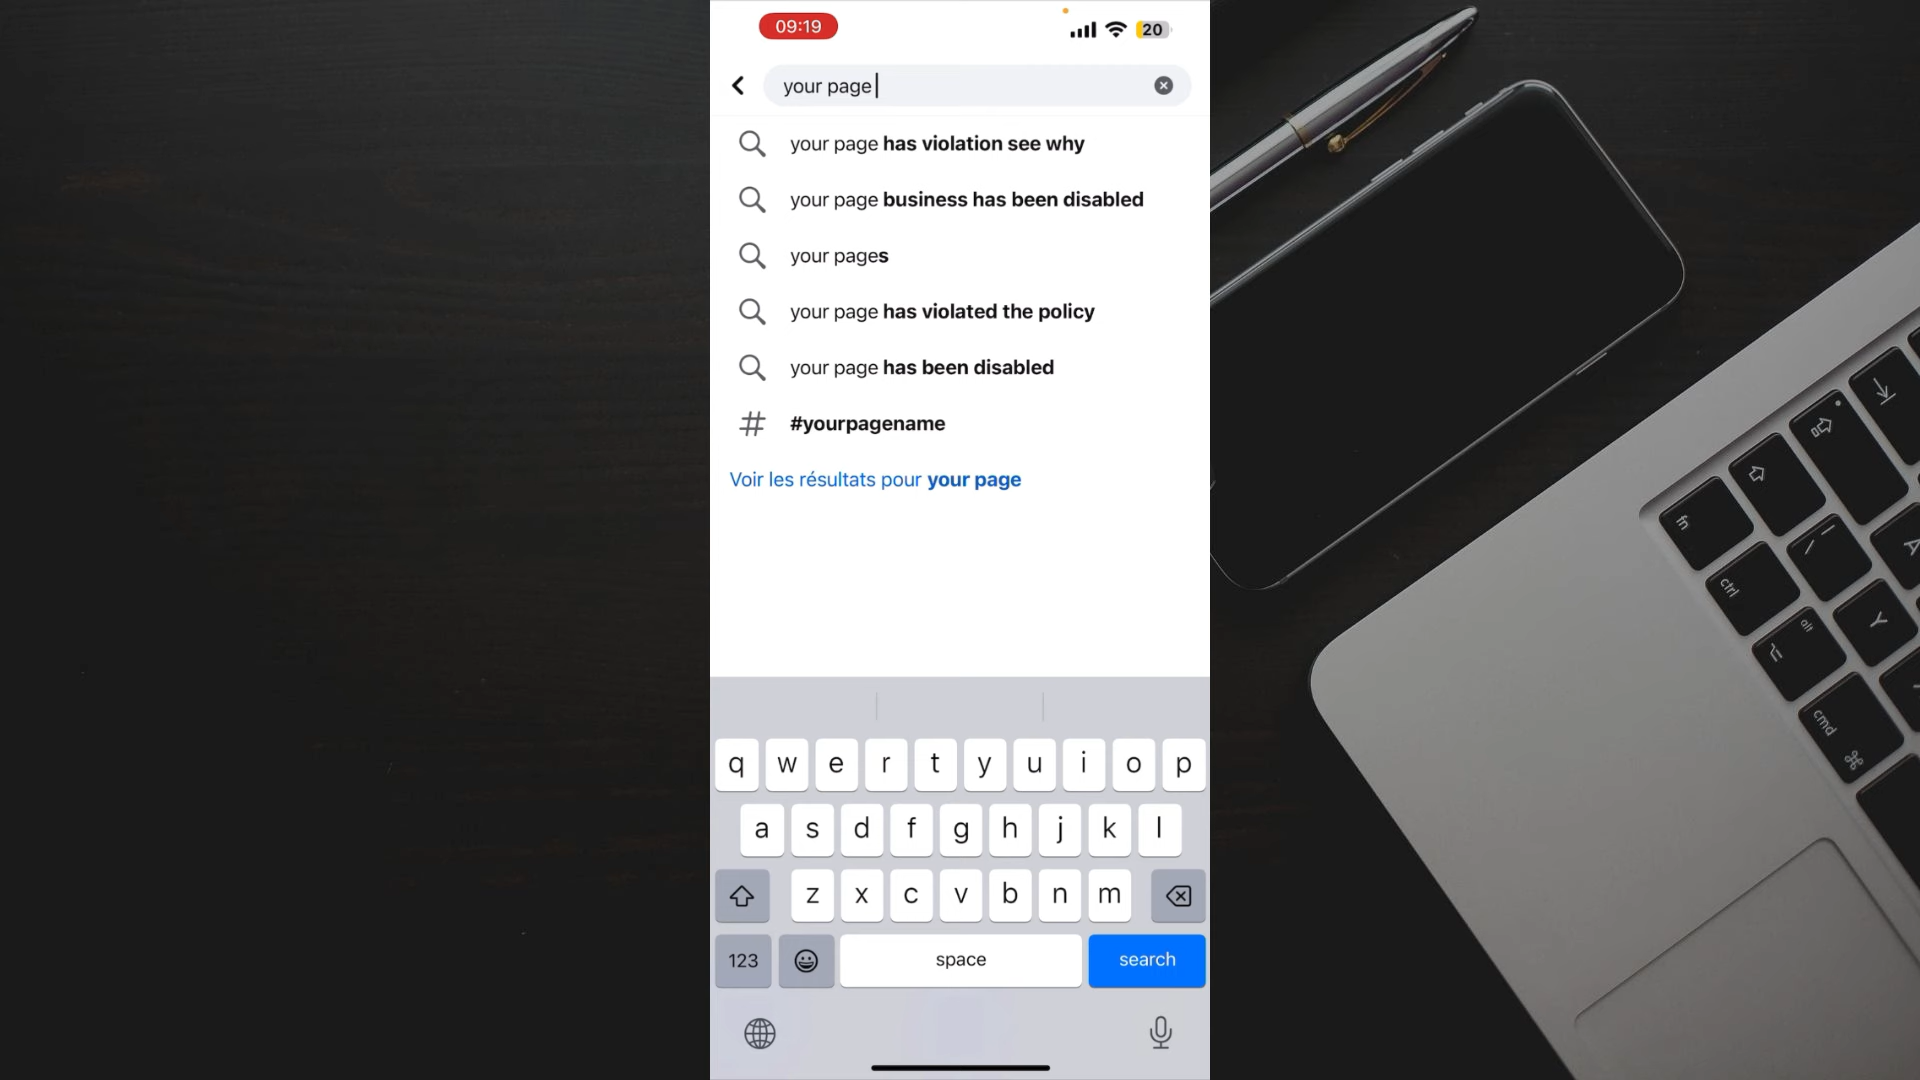 09:19
20
your page
your page has violation see why
your page business has been disabled
your pages
your page has violated the policy
your page has been disabled
# #yourpagename
Voir les résultats pour your page
q w e r t y u i o p
a s d f g h j k l
z x c v b n m
123 space search
fn
ctrl
alt
cmd
A
Y